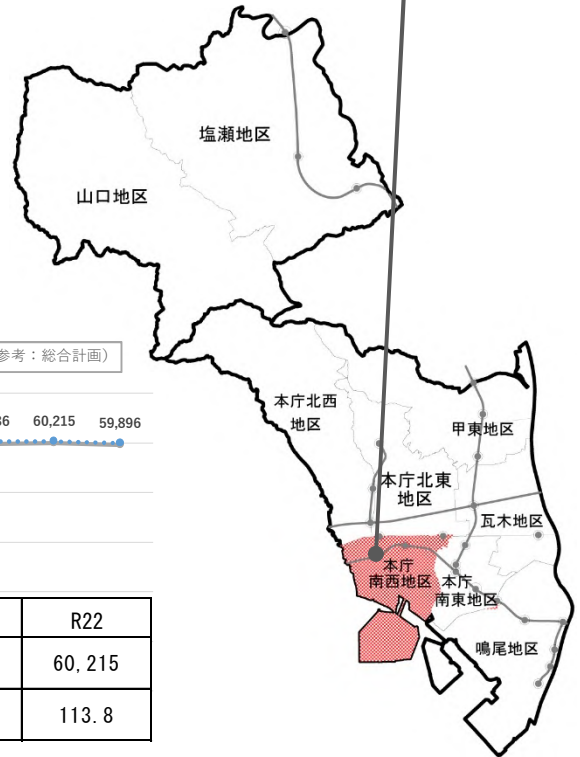 塩瀬地区
山口地区
参考：総合計画）
60,215
59,896
本庁北西
地区
甲東地区
本庁北東
地区
瓦木地区
本庁
南西地区
本庁
南東地区
鳴尾地区
R22
60,215
113.8